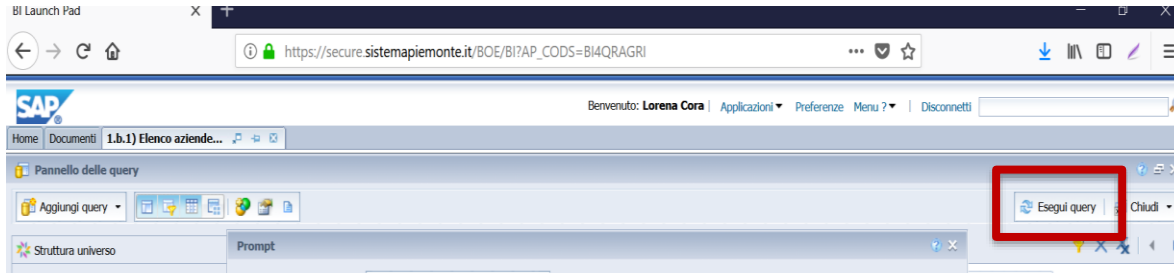 BI Launch Pad
https://secure.sistemapiemonte.it/BOE/BI?AP_CODS=BI4QRAGRI
SAP
Benvenuto: Lorena Cora | Applicazioni Preferenze Menu ? | Disconnetti
Home Documenti 1.b.1) Elenco aziende...
Pannello delle query
Aggiungi query Esegui query Chiudi
Struttura universo Prompt